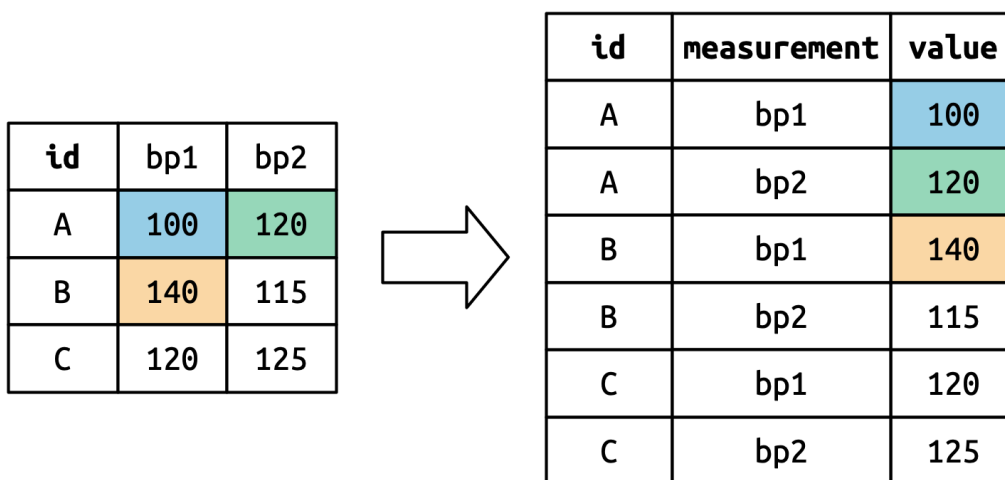 id bp1 bp2
A 100 120
B 140 115
C 120 125
id measurement value
A bp1 100
A bp2 120
B bp1 140
B bp2 115
C bp1 120
C bp2 125